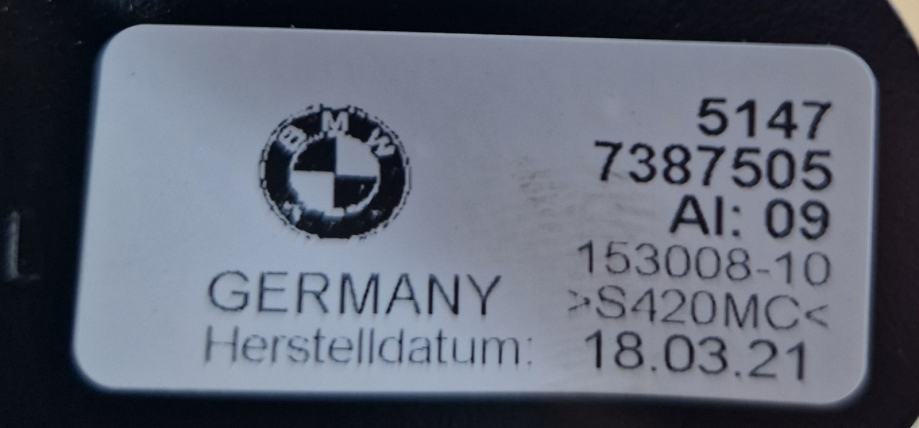 BMW
5147
7387505
AI: 09
153008-10
GERMANY >S420MC<
Herstelldatum: 18.03.21